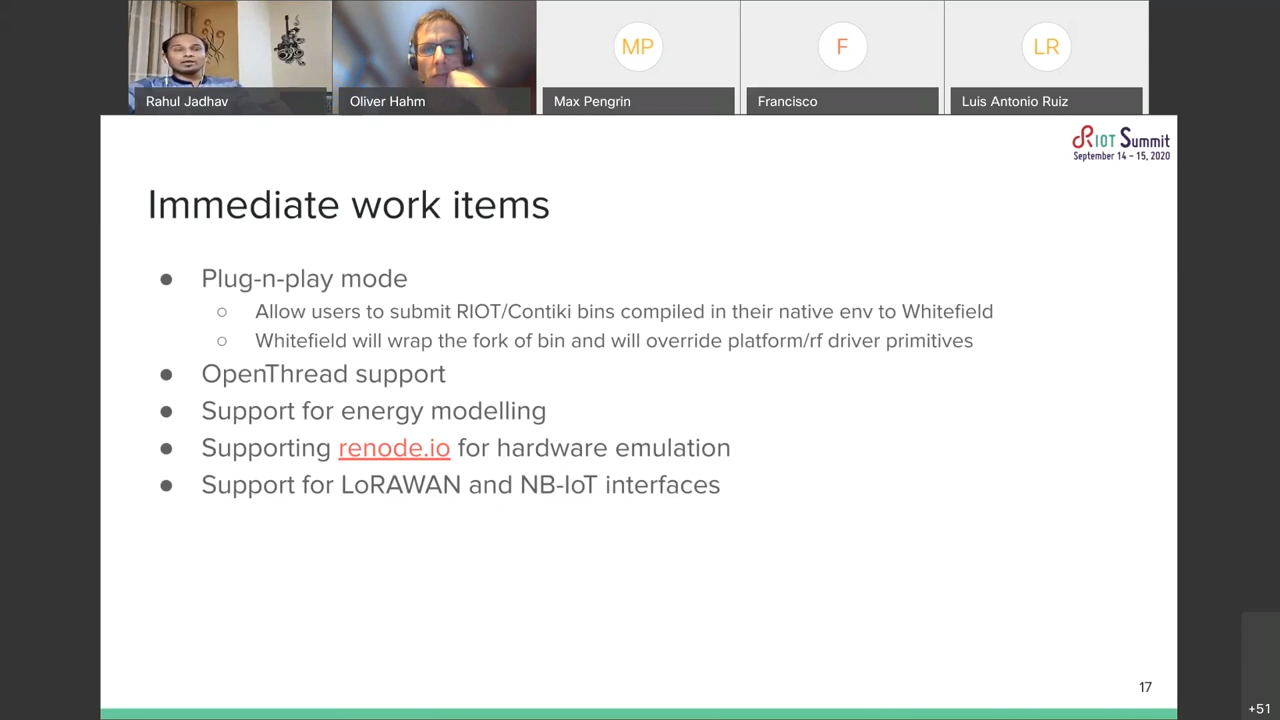 MP
F
LR
Rahul Jadhav
Oliver Hahm
Max Pengrin
Francisco
Luis Antonio Ruiz
RIOT Summit
September 14 - 15, 2020
Immediate work items
● Plug-n-play mode
○ Allow users to submit RIOT/Contiki bins compiled in their native env to Whitefield
○ Whitefield will wrap the fork of bin and will override platform/rf driver primitives
● OpenThread support
● Support for energy modelling
● Supporting renode.io for hardware emulation
● Support for LoRAWAN and NB-IoT interfaces
17
+51